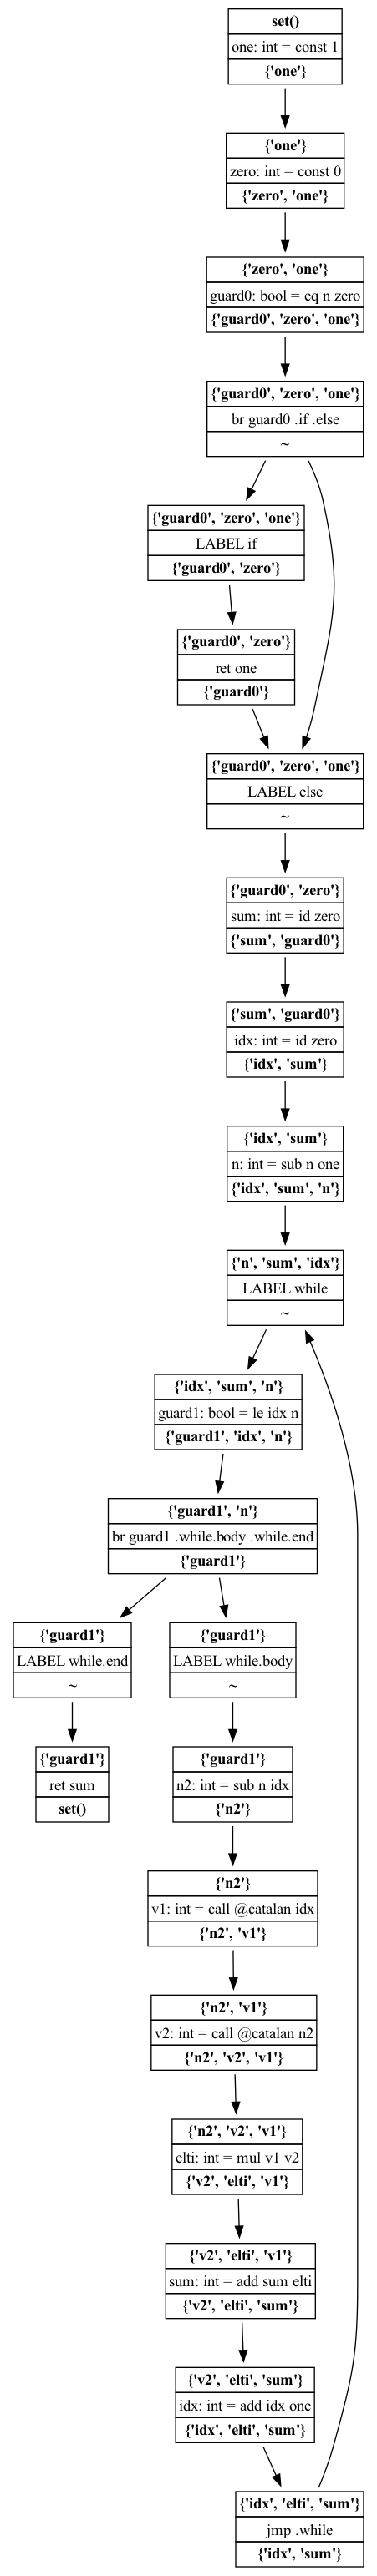 set()
one: int = const 1
{'one'}
{'one'}
zero: int = const 0
{'zero', 'one'}
{'zero', 'one'}
guard0: bool = eq n zero
{'guard0', 'zero', 'one'}
{'guard0', 'zero', 'one'}
br guard0 .if .else
~
{'guard0', 'zero', 'one'}
LABEL if
{'guard0', 'zero'}
{'guard0', 'zero'}
ret one
{'guard0'}
{'guard0', 'zero', 'one'}
LABEL else
~
{'guard0', 'zero'}
sum: int = id zero
{'sum', 'guard0'}
{'sum', 'guard0'}
idx: int = id zero
{'idx', 'sum'}
{'idx', 'sum'}
n: int = sub n one
{'idx', 'sum', 'n'}
{'n', 'sum', 'idx'}
LABEL while
~
{'idx', 'sum', 'n'}
guard1: bool = le idx n
{'guard1', 'idx', 'n'}
{'guard1', 'n'}
br guard1 .while.body .while.end
{'guard1'}
{'guard1'}
LABEL while.end
~
{'guard1'}
LABEL while.body
~
{'guard1'}
ret sum
set()
{'guard1'}
n2: int = sub n idx
{'n2'}
{'n2'}
v1: int = call @catalan idx
{'n2', 'v1'}
{'n2', 'v1'}
v2: int = call @catalan n2
{'n2', 'v2', 'v1'}
{'n2', 'v2', 'v1'}
elti: int = mul v1 v2
{'v2', 'elti', 'v1'}
{'v2', 'elti', 'v1'}
sum: int = add sum elti
{'v2', 'elti', 'sum'}
{'v2', 'elti', 'sum'}
idx: int = add idx one
{'idx', 'elti', 'sum'}
{'idx', 'elti', 'sum'}
jmp .while
{'idx', 'sum'}